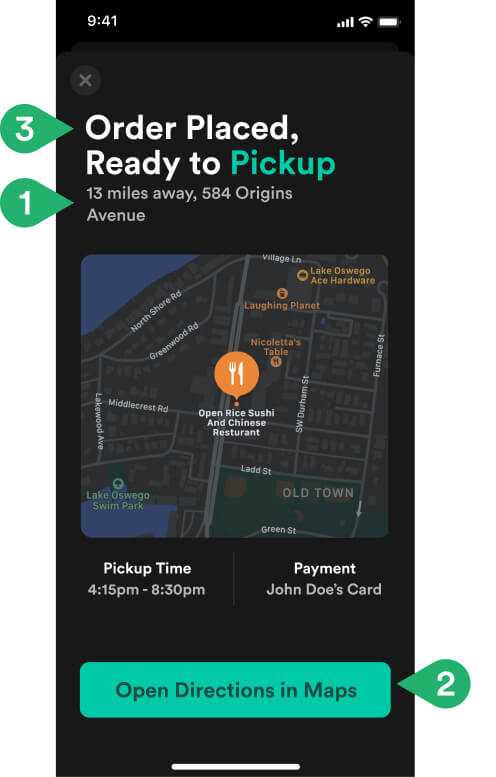 9:41
3
Order Placed,
Ready to Pickup
1
13 miles away, 584 Origins
Avenue
Village Ln
Lake Oswego
Ace Hardware
North Shore Rd
Laughing Planet
Greenwood Rd
Nicoletta's
Table
Furnace St
Lakewood Ave
Middlecrest Rd
SW Durham St
Open Rice Sushi
And Chinese
Resturant
Ladd St
Lake Oswego
Swim Park
OLD TOWN
Green St
Pickup Time
Payment
4:15pm - 8:30pm
John Doe's Card
Open Directions in Maps
2